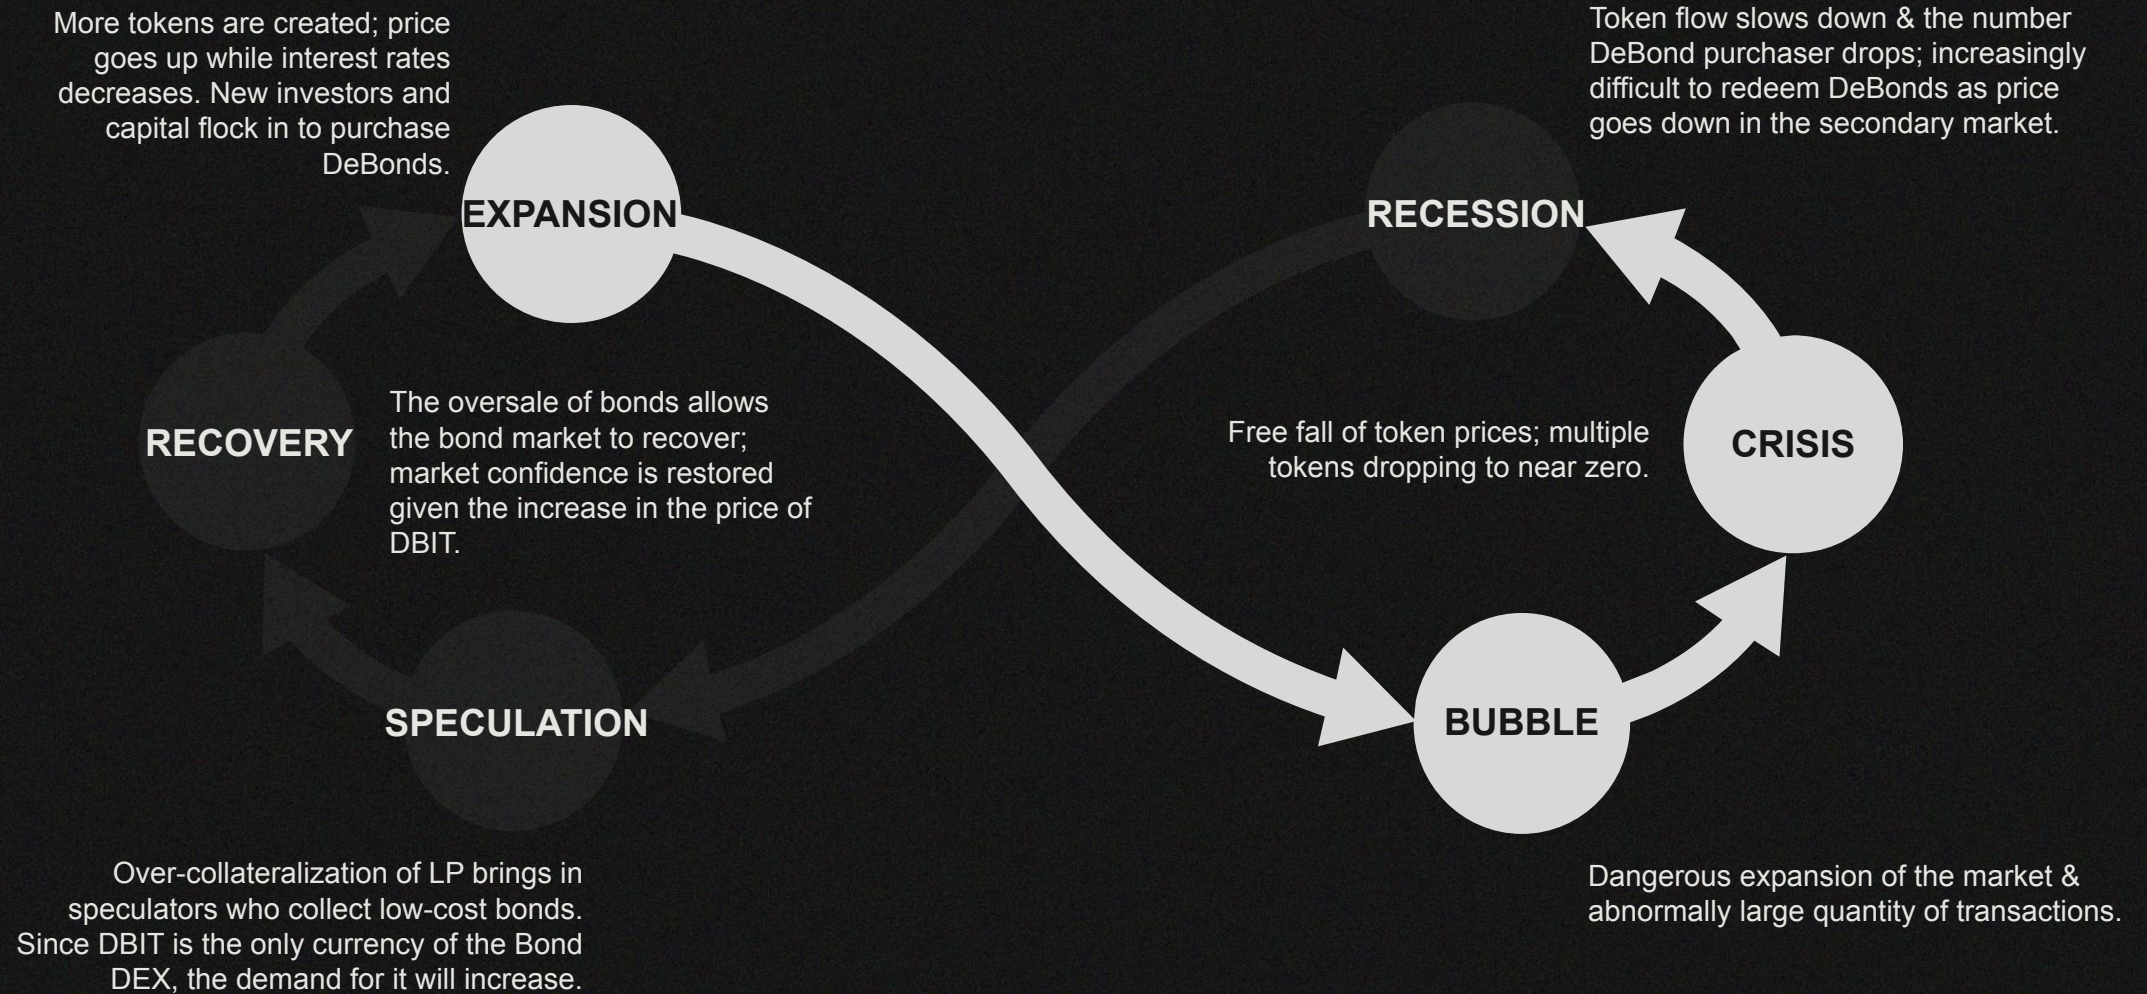 More tokens are created; price
goes up while interest rates
decreases. New investors and
capital flock in to purchase
DeBonds.
EXPANSION
Token flow slows down & the number
DeBond purchaser drops; increasingly
difficult to redeem DeBonds as price
goes down in the secondary market.
RECESSION
RECOVERY
The oversale of bonds allows
the bond market to recover;
market confidence is restored
given the increase in the price of
DBIT.
Free fall of token prices; multiple
tokens dropping to near zero.
CRISIS
SPECULATION
BUBBLE
Over-collateralization of LP brings in
speculators who collect low-cost bonds.
Since DBIT is the only currency of the Bond
DEX, the demand for it will increase.
Dangerous expansion of the market &
abnormally large quantity of transactions.